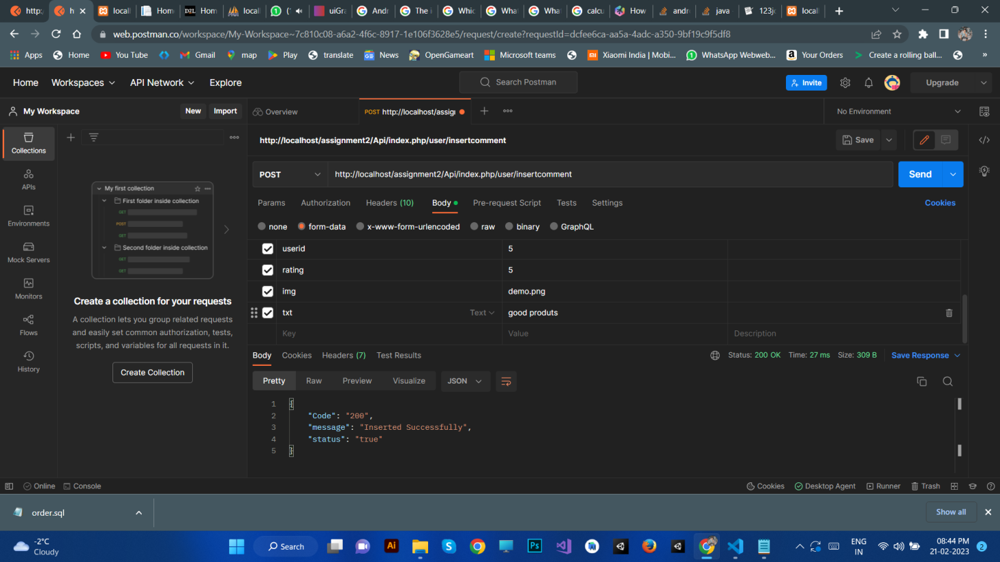 http:
h
locall
Hom
D2L Hom
locall
(
uiGra
Andr
The i
Whic
What
What
calcu
How
andro
java
123jo
locall
web.postman.co/workspace/My-Workspace~7c810c08-a6a2-4f6c-8917-1e106f3628e5/request/create?requestId=dcfee6ca-aa5a-4adc-a350-9bf19c9f5df8
Apps
Home
You Tube
Gmail
map
Play
translate
News
OpenGameart
Microsoft teams
Xiaomi India | Mobi...
WhatsApp Webweb...
Your Orders
Create a rolling ball...
»
Home
Workspaces
API Network
Explore
Search Postman
Invite
Upgrade
My Workspace
New
Import
Overview
POST http://localhost/assign
No Environment
Collections
APIs
Environments
Mock Servers
Monitors
Flows
History
My first collection
First folder inside collection
GET
POST
GET
Second folder inside collection
GET
GET
Create a collection for your requests
A collection lets you group related requests
and easily set common authorization, tests,
scripts, and variables for all requests in it.
Create Collection
http://localhost/assignment2/Api/index.php/user/insertcomment
Save
POST
http://localhost/assignment2/Api/index.php/user/insertcomment
Send
Params
Authorization
Headers (10)
Body
Pre-request Script
Tests
Settings
Cookies
none
form-data
x-www-form-urlencoded
raw
binary
GraphQL
userid 5
rating 5
img demo.png
txt Text good produts
Key Value Description
Body
Cookies
Headers (7)
Test Results
Status: 200 OK
Time: 27 ms
Size: 309 B
Save Response
Pretty
Raw
Preview
Visualize
JSON
1 {
2 "Code": "200",
3 "message": "Inserted Successfully",
4 "status": "true"
5 }
Online
Console
Cookies
Desktop Agent
Runner
Trash
order.sql
Show all
-2°C
Cloudy
Search
Ai
Ps
ENG
IN
08:44 PM
21-02-2023
2